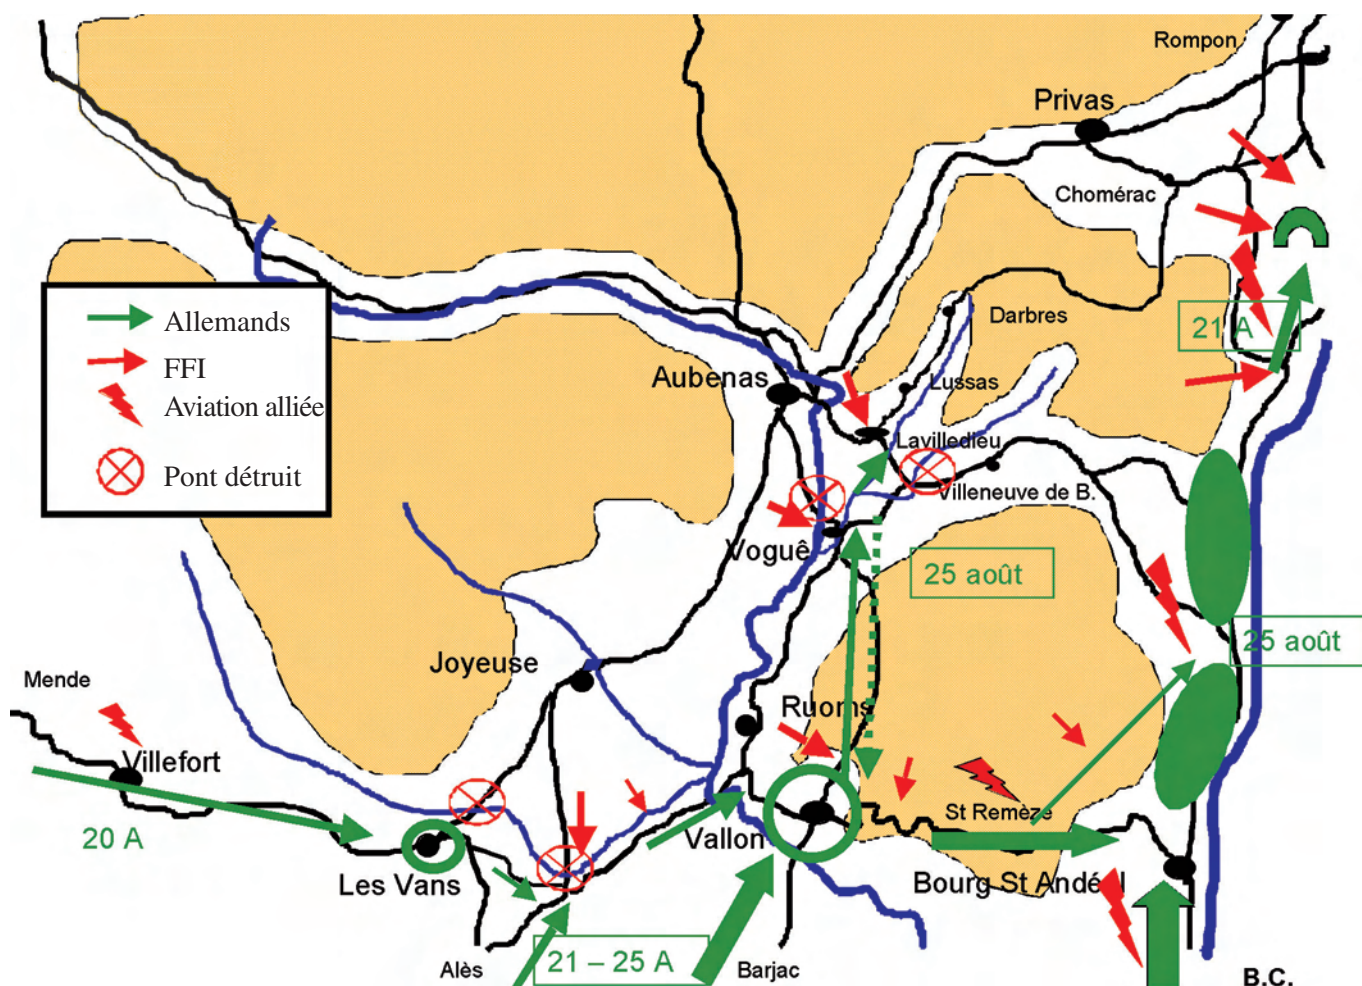 Rompon
Privas
Chomérac
Allemands
FFI
Aviation alliée
Pont détruit
21 A
Darbres
Aubenas
Lussas
Lavilledieu
Villeneuve de B.
Voguê
25 août
25 août
Joyeuse
Mende
Ruoms
Villefort
St Remèze
20 A
Vallon
Les Vans
Bourg St Andéol
21 – 25 A
Alès
Barjac
B.C.